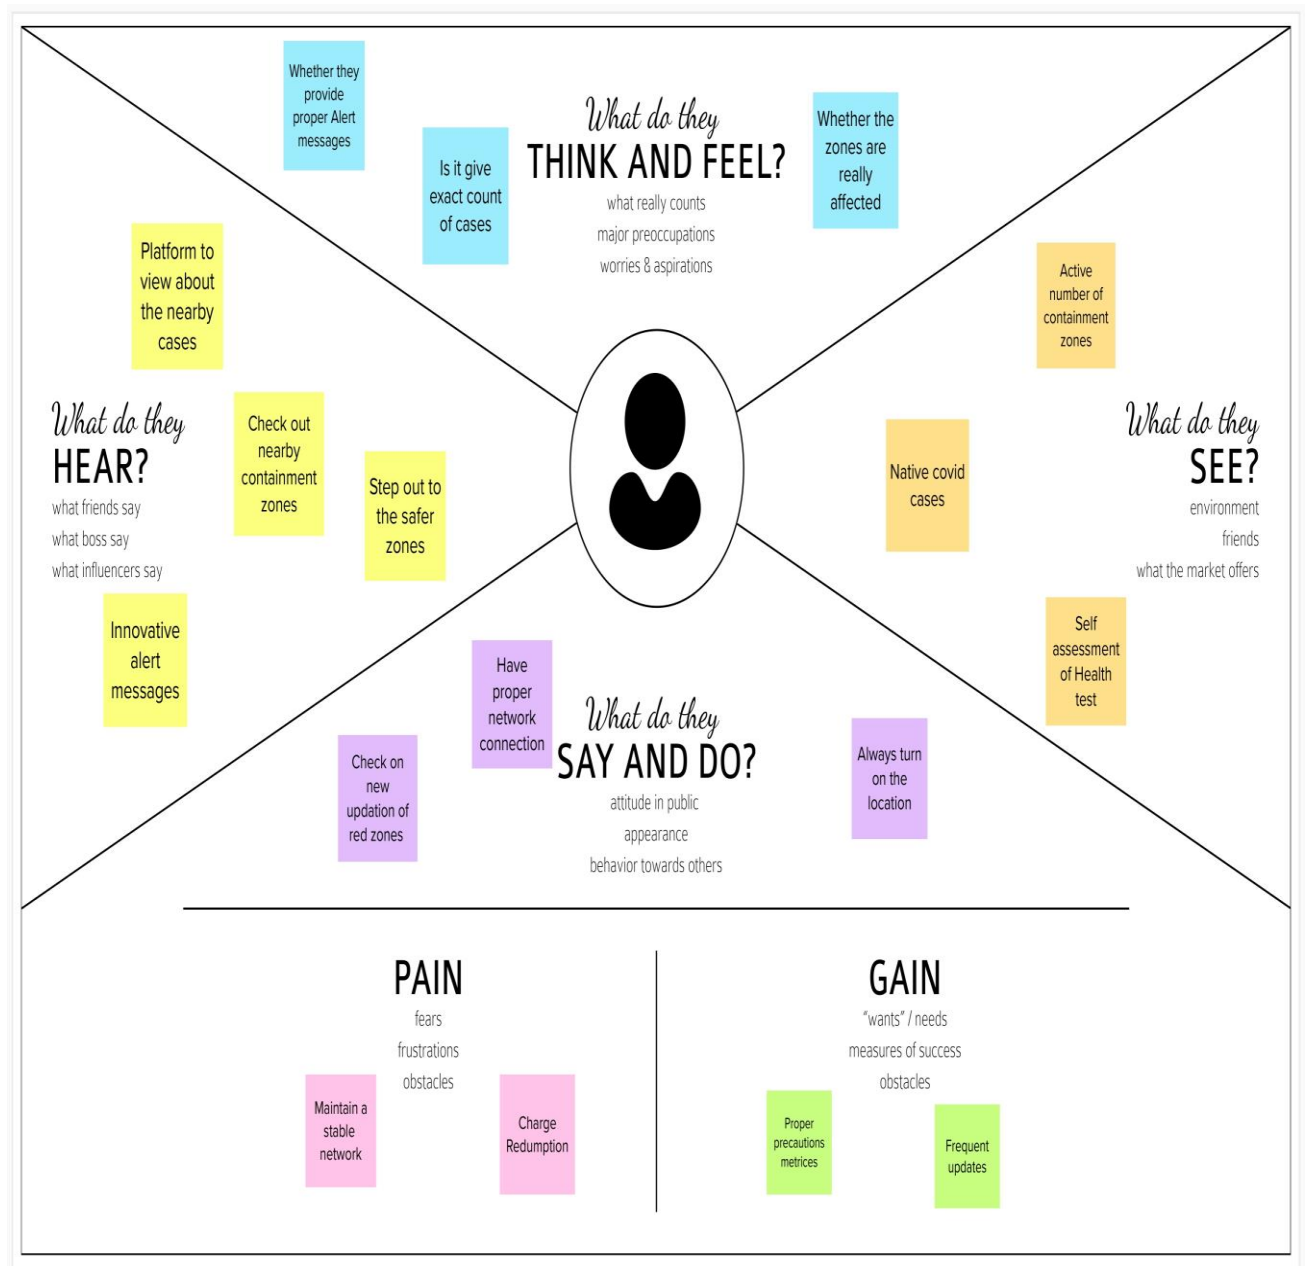 Whether they
provide
proper Alert
messages
Is it give
exact count
of cases
What do they
THINK AND FEEL?
what really counts
major preoccupations
worries & aspirations
Whether the
zones are
really
affected
Platform to
view about
the nearby
cases
Check out
nearby
containment
zones
Step out to
the safer
zones
What do they
HEAR?
what friends say
what boss say
what influencers say
Innovative
alert
messages
Active
number of
containment
zones
Native covid
cases
What do they
SEE?
environment
friends
what the market offers
Self
assessment
of Health
test
Have
proper
network
connection
Check on
new
updation of
red zones
What do they
SAY AND DO?
attitude in public
appearance
behavior towards others
Always turn
on the
location
PAIN
fears
frustrations
obstacles
Maintain a
stable
network
Charge
Redumption
GAIN
“wants” / needs
measures of success
obstacles
Proper
precautions
metrices
Frequent
updates